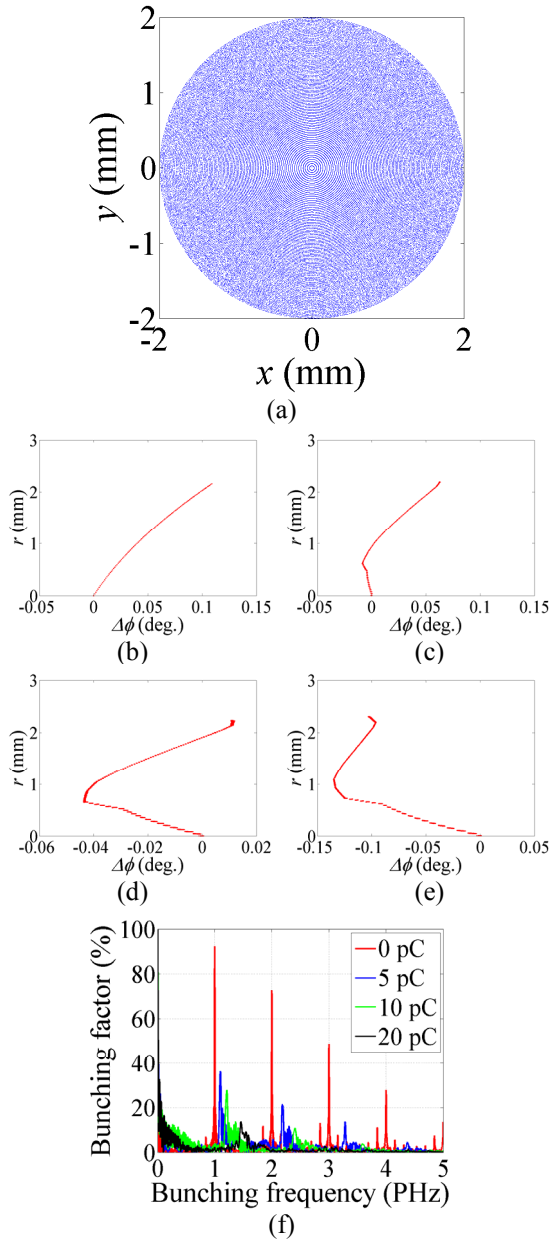 2
1
0
-1
-2
y (mm)
-2 0 2
x (mm)
(a)
3
2
1
0
r (mm)
-0.05 0 0.05 0.1 0.15
Δϕ (deg.)
(b)
3
2
1
0
r (mm)
-0.05 0 0.05 0.1 0.15
Δϕ (deg.)
(c)
3
2
1
0
r (mm)
-0.06 -0.04 -0.02 0 0.02
Δϕ (deg.)
(d)
3
2
1
0
r (mm)
-0.15 -0.1 -0.05 0 0.05
Δϕ (deg.)
(e)
100
80
60
40
20
0
Bunching factor (%)
0 pC
5 pC
10 pC
20 pC
0 1 2 3 4 5
Bunching frequency (PHz)
(f)